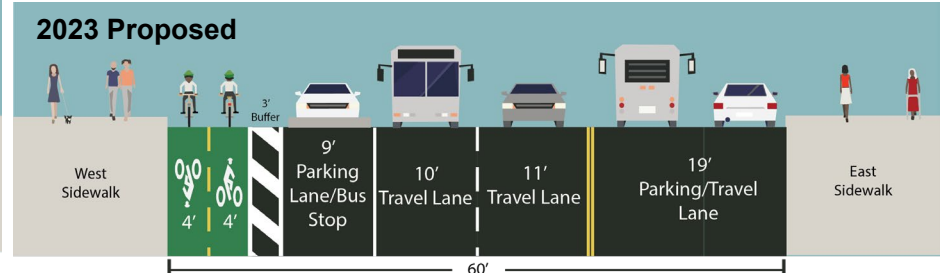 2023 Proposed
3'
Buffer
West
Sidewalk
4'
4'
9'
Parking
Lane/Bus
Stop
10'
Travel Lane
11'
Travel Lane
19'
Parking/Travel
Lane
East
Sidewalk
60'